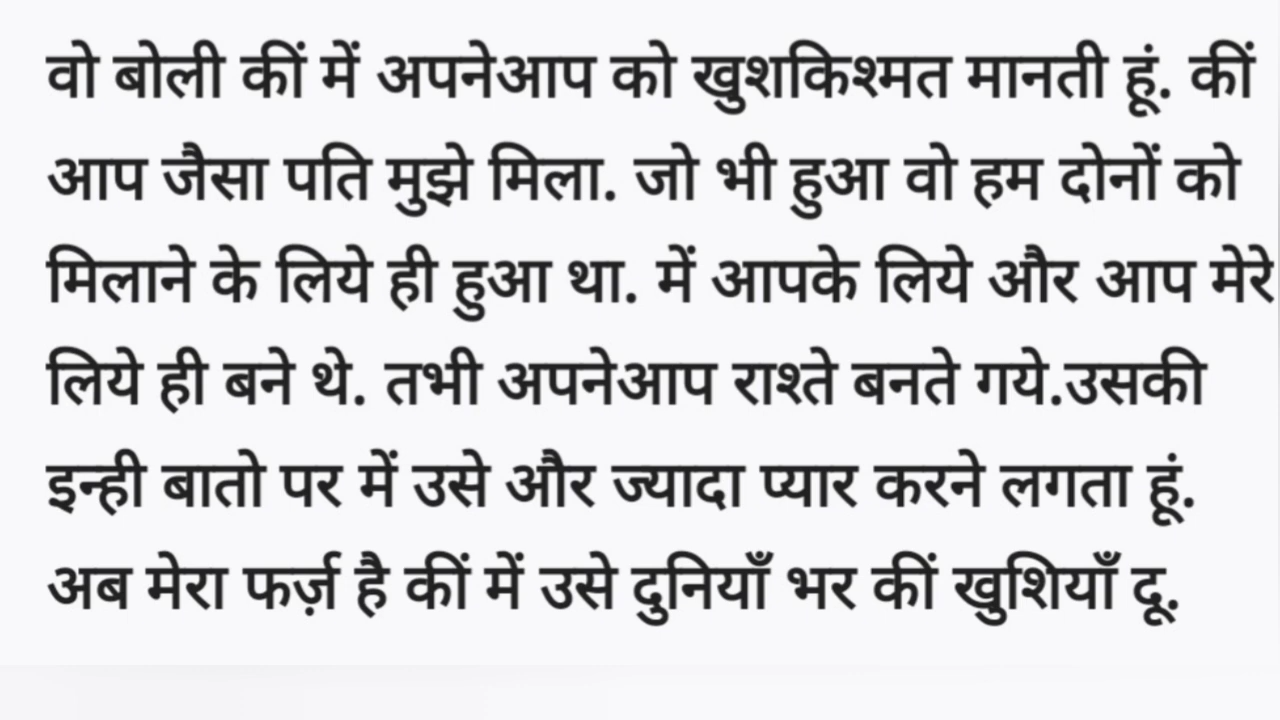 वो बोली कीं में अपनेआप को खुशकिश्मत मानती हूं. कीं
आप जैसा पति मुझे मिला. जो भी हुआ वो हम दोनों को
मिलाने के लिये ही हुआ था. में आपके लिये और आप मेरे
लिये ही बने थे. तभी अपनेआप राश्ते बनते गये.उसकी
इन्ही बातो पर में उसे और ज्यादा प्यार करने लगता हूं.
अब मेरा फर्ज़ है कीं में उसे दुनियाँ भर कीं खुशियाँ दू.